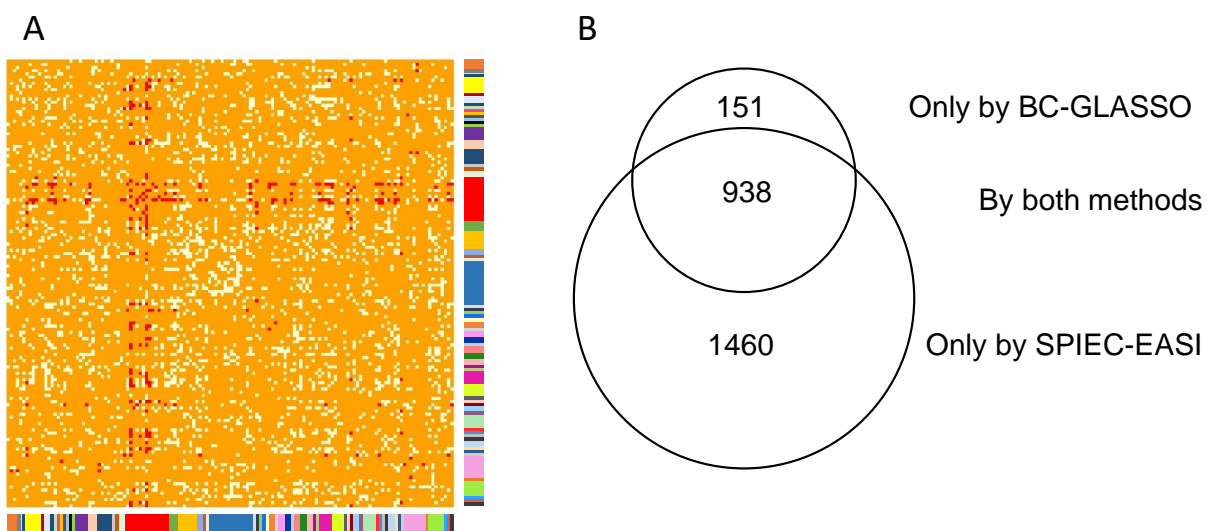 A
B
151
Only by BC-GLASSO
938
By both methods
1460
Only by SPIEC-EASI